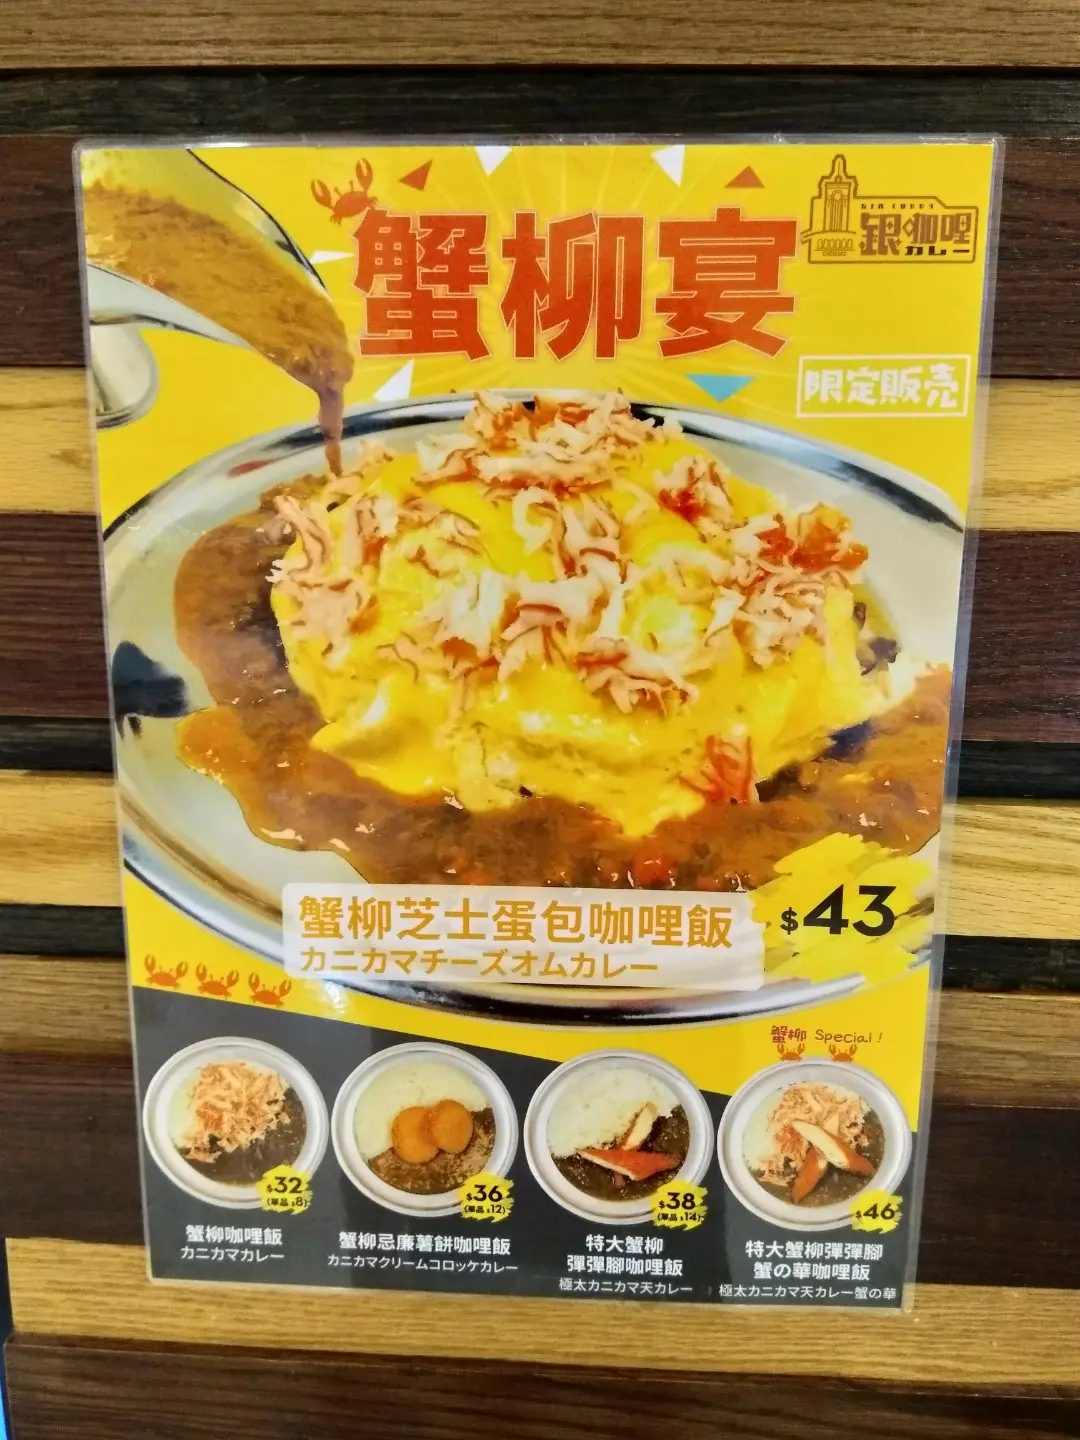 蟹柳宴
GIN CURRY
銀咖哩
カレー
限定販売
蟹柳芝士蛋包咖哩飯
カニカマチーズオムカレー
$43
蟹柳 Special!
$32
(單品 $8)
蟹柳咖哩飯
カニカマカレー
$36
(單品 $12)
蟹柳忌廉薯餅咖哩飯
カニカマクリームコロッケカレー
$38
(單品 $14)
特大蟹柳
彈彈腳咖哩飯
極太カニカマ天カレー
$46
特大蟹柳彈彈腳
蟹の華咖哩飯
極太カニカマ天カレー蟹の華